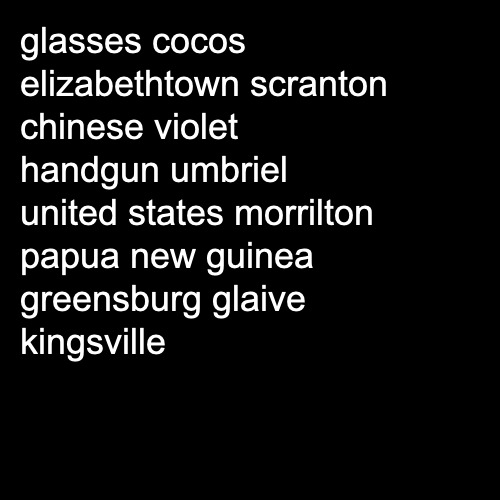 glasses cocos
elizabethtown scranton
chinese violet
handgun umbriel
united states morrilton
papua new guinea
greensburg glaive
kingsville